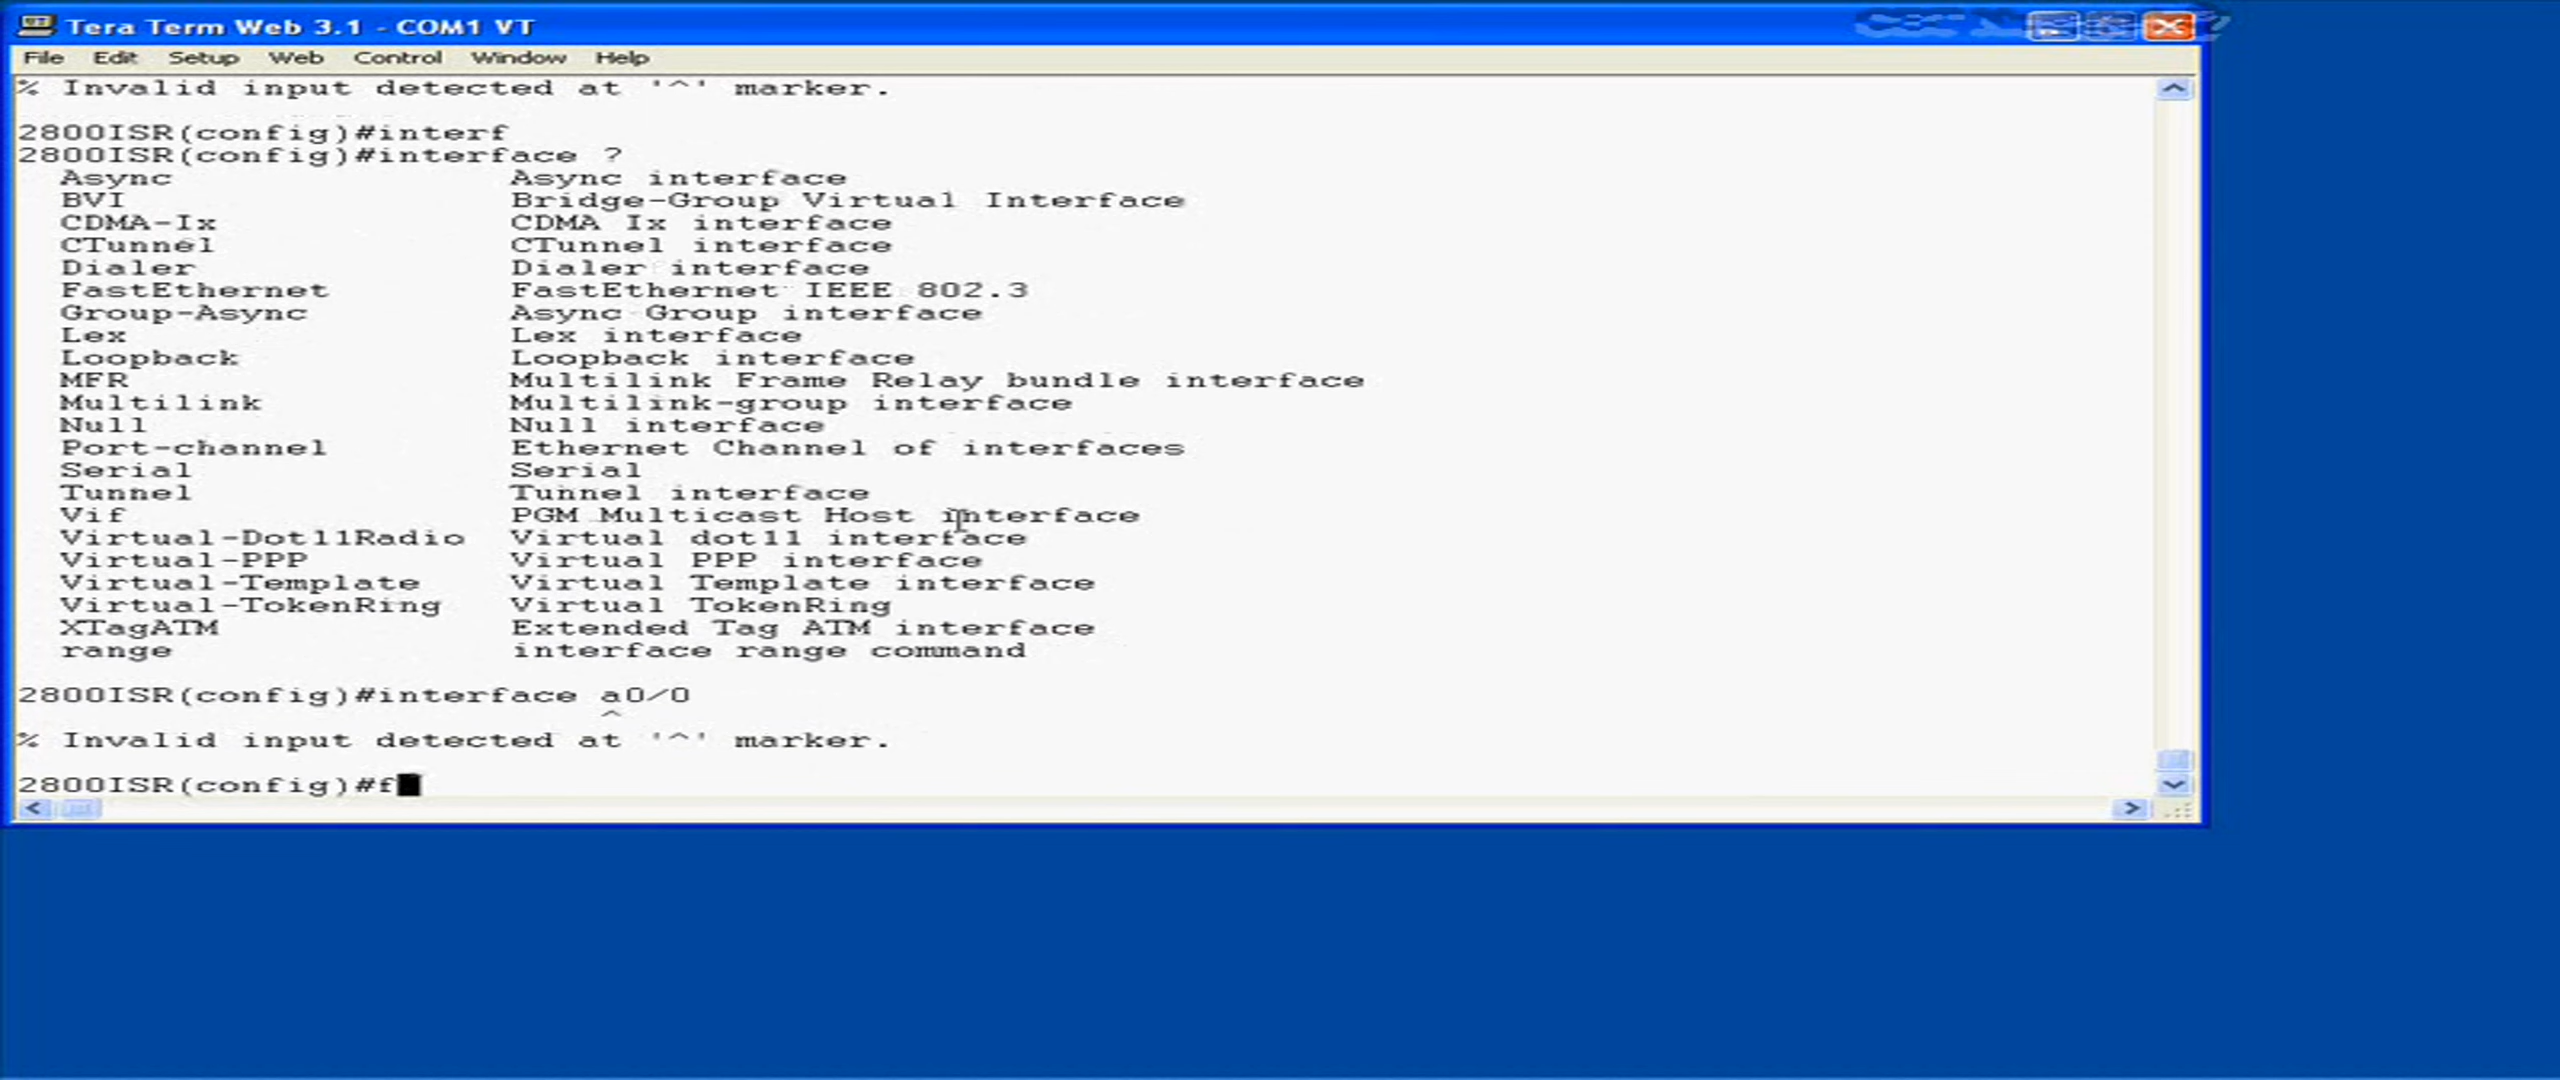 Tera Term Web 3.1 - COM1 VT
File Edit Setup Web Control Window Help
% Invalid input detected at '^' marker.
2800ISR(config)#interf
2800ISR(config)#interface ?
Async Async interface
BVI Bridge-Group Virtual Interface
CDMA-Ix CDMA Ix interface
CTunnel CTunnel interface
Dialer Dialer interface
FastEthernet FastEthernet IEEE 802.3
Group-Async Async Group interface
Lex Lex interface
Loopback Loopback interface
MFR Multilink Frame Relay bundle interface
Multilink Multilink-group interface
Null Null interface
Port-channel Ethernet Channel of interfaces
Serial Serial
Tunnel Tunnel interface
Vif PGM Multicast Host interface
Virtual-Dot11Radio Virtual dot11 interface
Virtual-PPP Virtual PPP interface
Virtual-Template Virtual Template interface
Virtual-TokenRing Virtual TokenRing
XTagATM Extended Tag ATM interface
range interface range command
2800ISR(config)#interface a0/0
^
% Invalid input detected at '^' marker.
2800ISR(config)#f